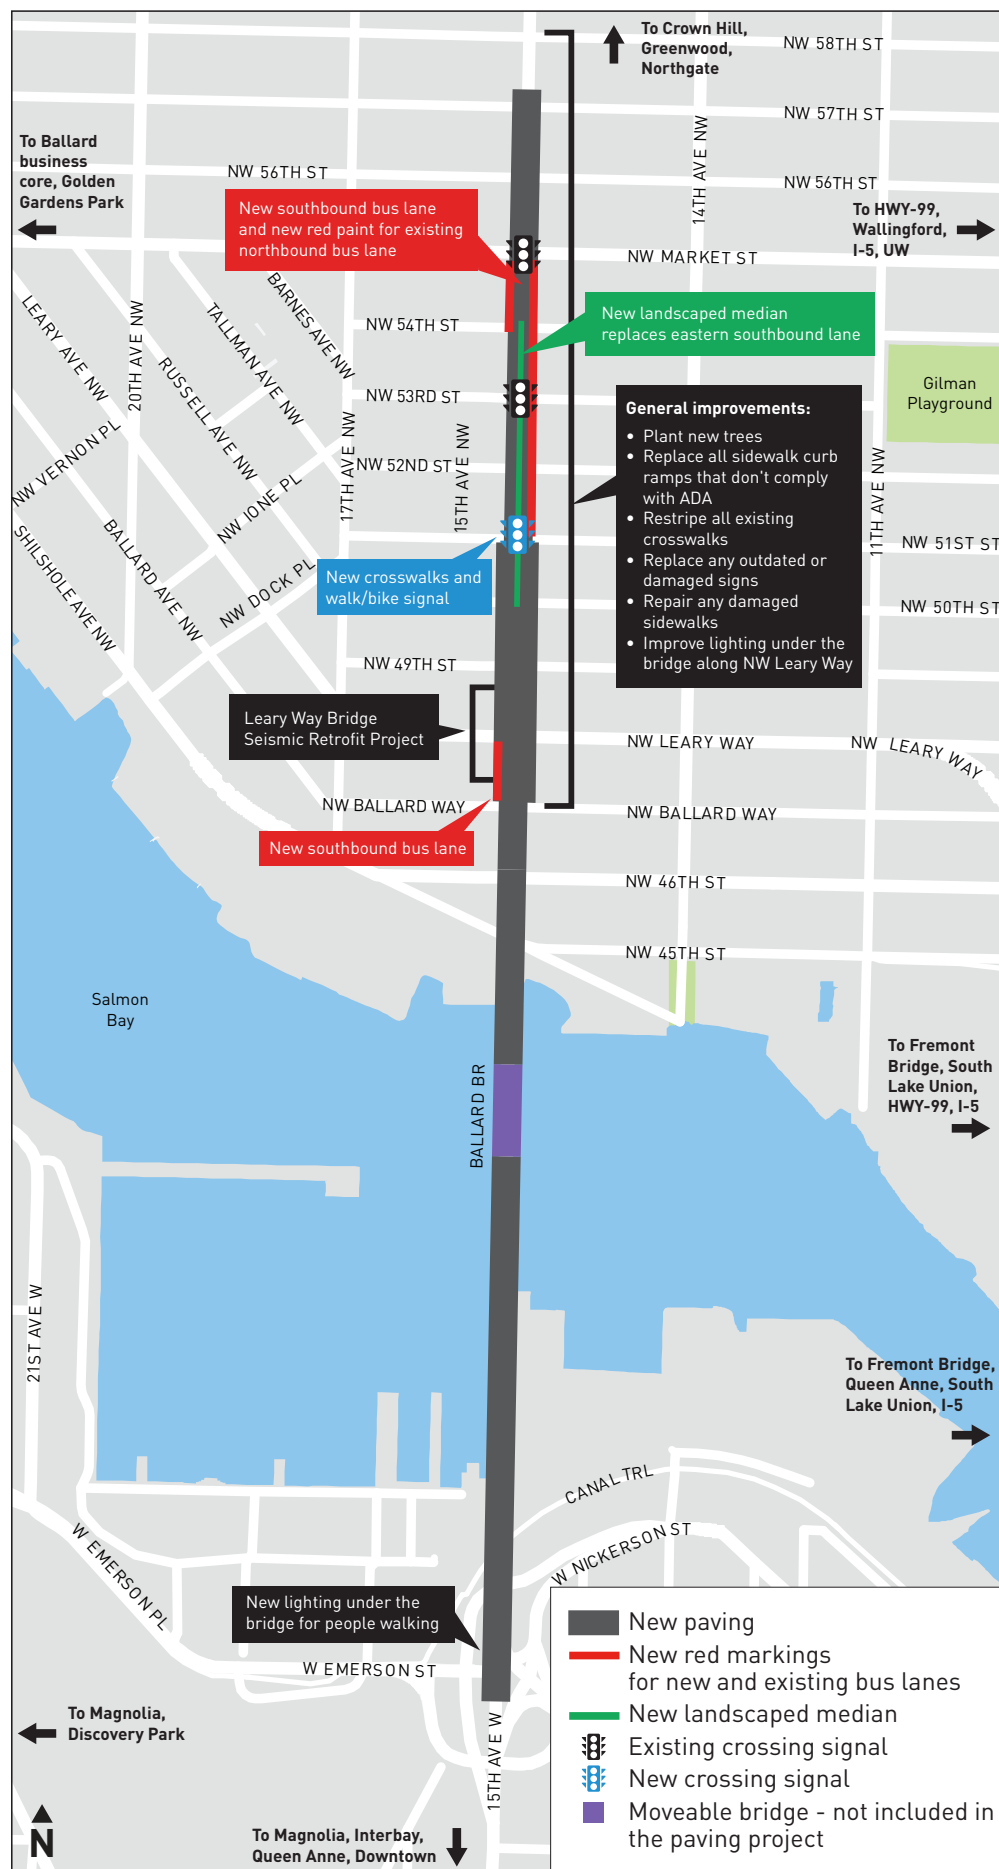 To Crown Hill,
Greenwood,
Northgate
NW 58TH ST
NW 57TH ST
14TH AVE NW
To Ballard
business
core, Golden
Gardens Park
NW 56TH ST
NW 56TH ST
To HWY-99,
Wallingford,
I-5, UW
New southbound bus lane
and new red paint for existing
northbound bus lane
NW MARKET ST
LEARY AVE NW
20TH AVE NW
RUSSELL AVE NW
TALLMAN AVE NW
BARNES AVE NW
NW 54TH ST
New landscaped median
replaces eastern southbound lane
NW 53RD ST
Gilman
Playground
General improvements:
• Plant new trees
• Replace all sidewalk curb
ramps that don't comply
with ADA
• Restripe all existing
crosswalks
• Replace any outdated or
damaged signs
• Repair any damaged
sidewalks
• Improve lighting under the
bridge along NW Leary Way
NW VERNON PL
17TH AVE NW
15TH AVE NW
NW 52ND ST
11TH AVE NW
NW IONE PL
SHILSHOLE AVE NW
BALLARD AVE NW
NW DOCK PL
NW 51ST ST
New crosswalks and
walk/bike signal
NW 50TH ST
NW 49TH ST
Leary Way Bridge
Seismic Retrofit Project
NW LEARY WAY
NW LEARY WAY
NW BALLARD WAY
NW BALLARD WAY
New southbound bus lane
NW 46TH ST
NW 45TH ST
Salmon
Bay
To Fremont
Bridge, South
Lake Union,
HWY-99, I-5
BALLARD BR
21ST AVE W
To Fremont Bridge,
Queen Anne, South
Lake Union, I-5
CANAL TRL
W NICKERSON ST
W EMERSON PL
New lighting under the
bridge for people walking
W EMERSON ST
To Magnolia,
Discovery Park
15TH AVE W
N
To Magnolia, Interbay,
Queen Anne, Downtown
New paving
New red markings
for new and existing bus lanes
New landscaped median
Existing crossing signal
New crossing signal
Moveable bridge - not included in
the paving project